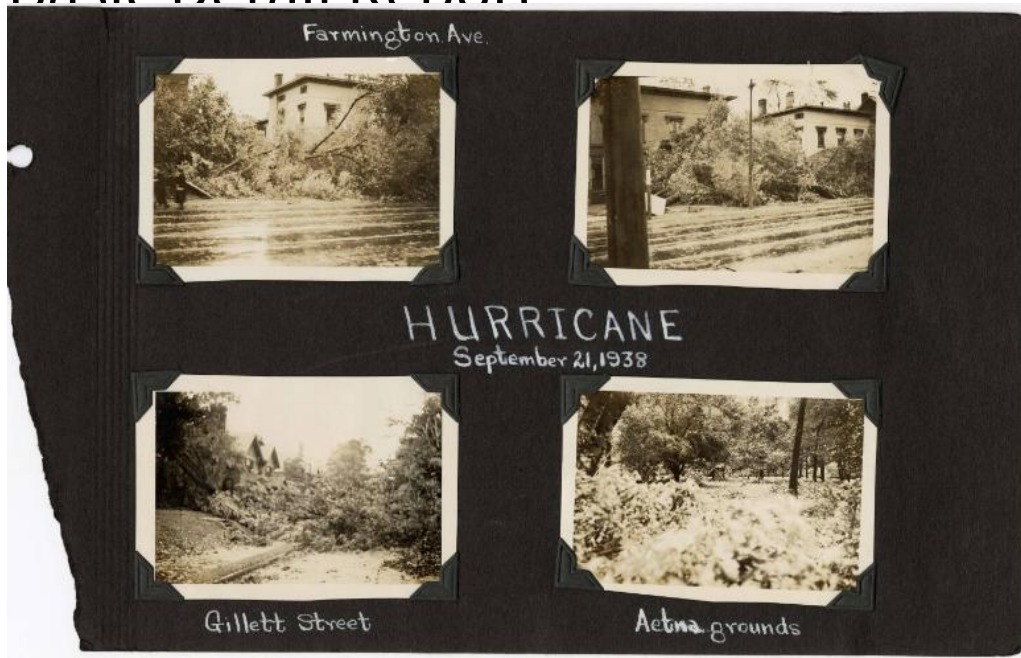 Farmington Ave.
HURRICANE
September 21, 1938
Gillett Street
Aetna grounds